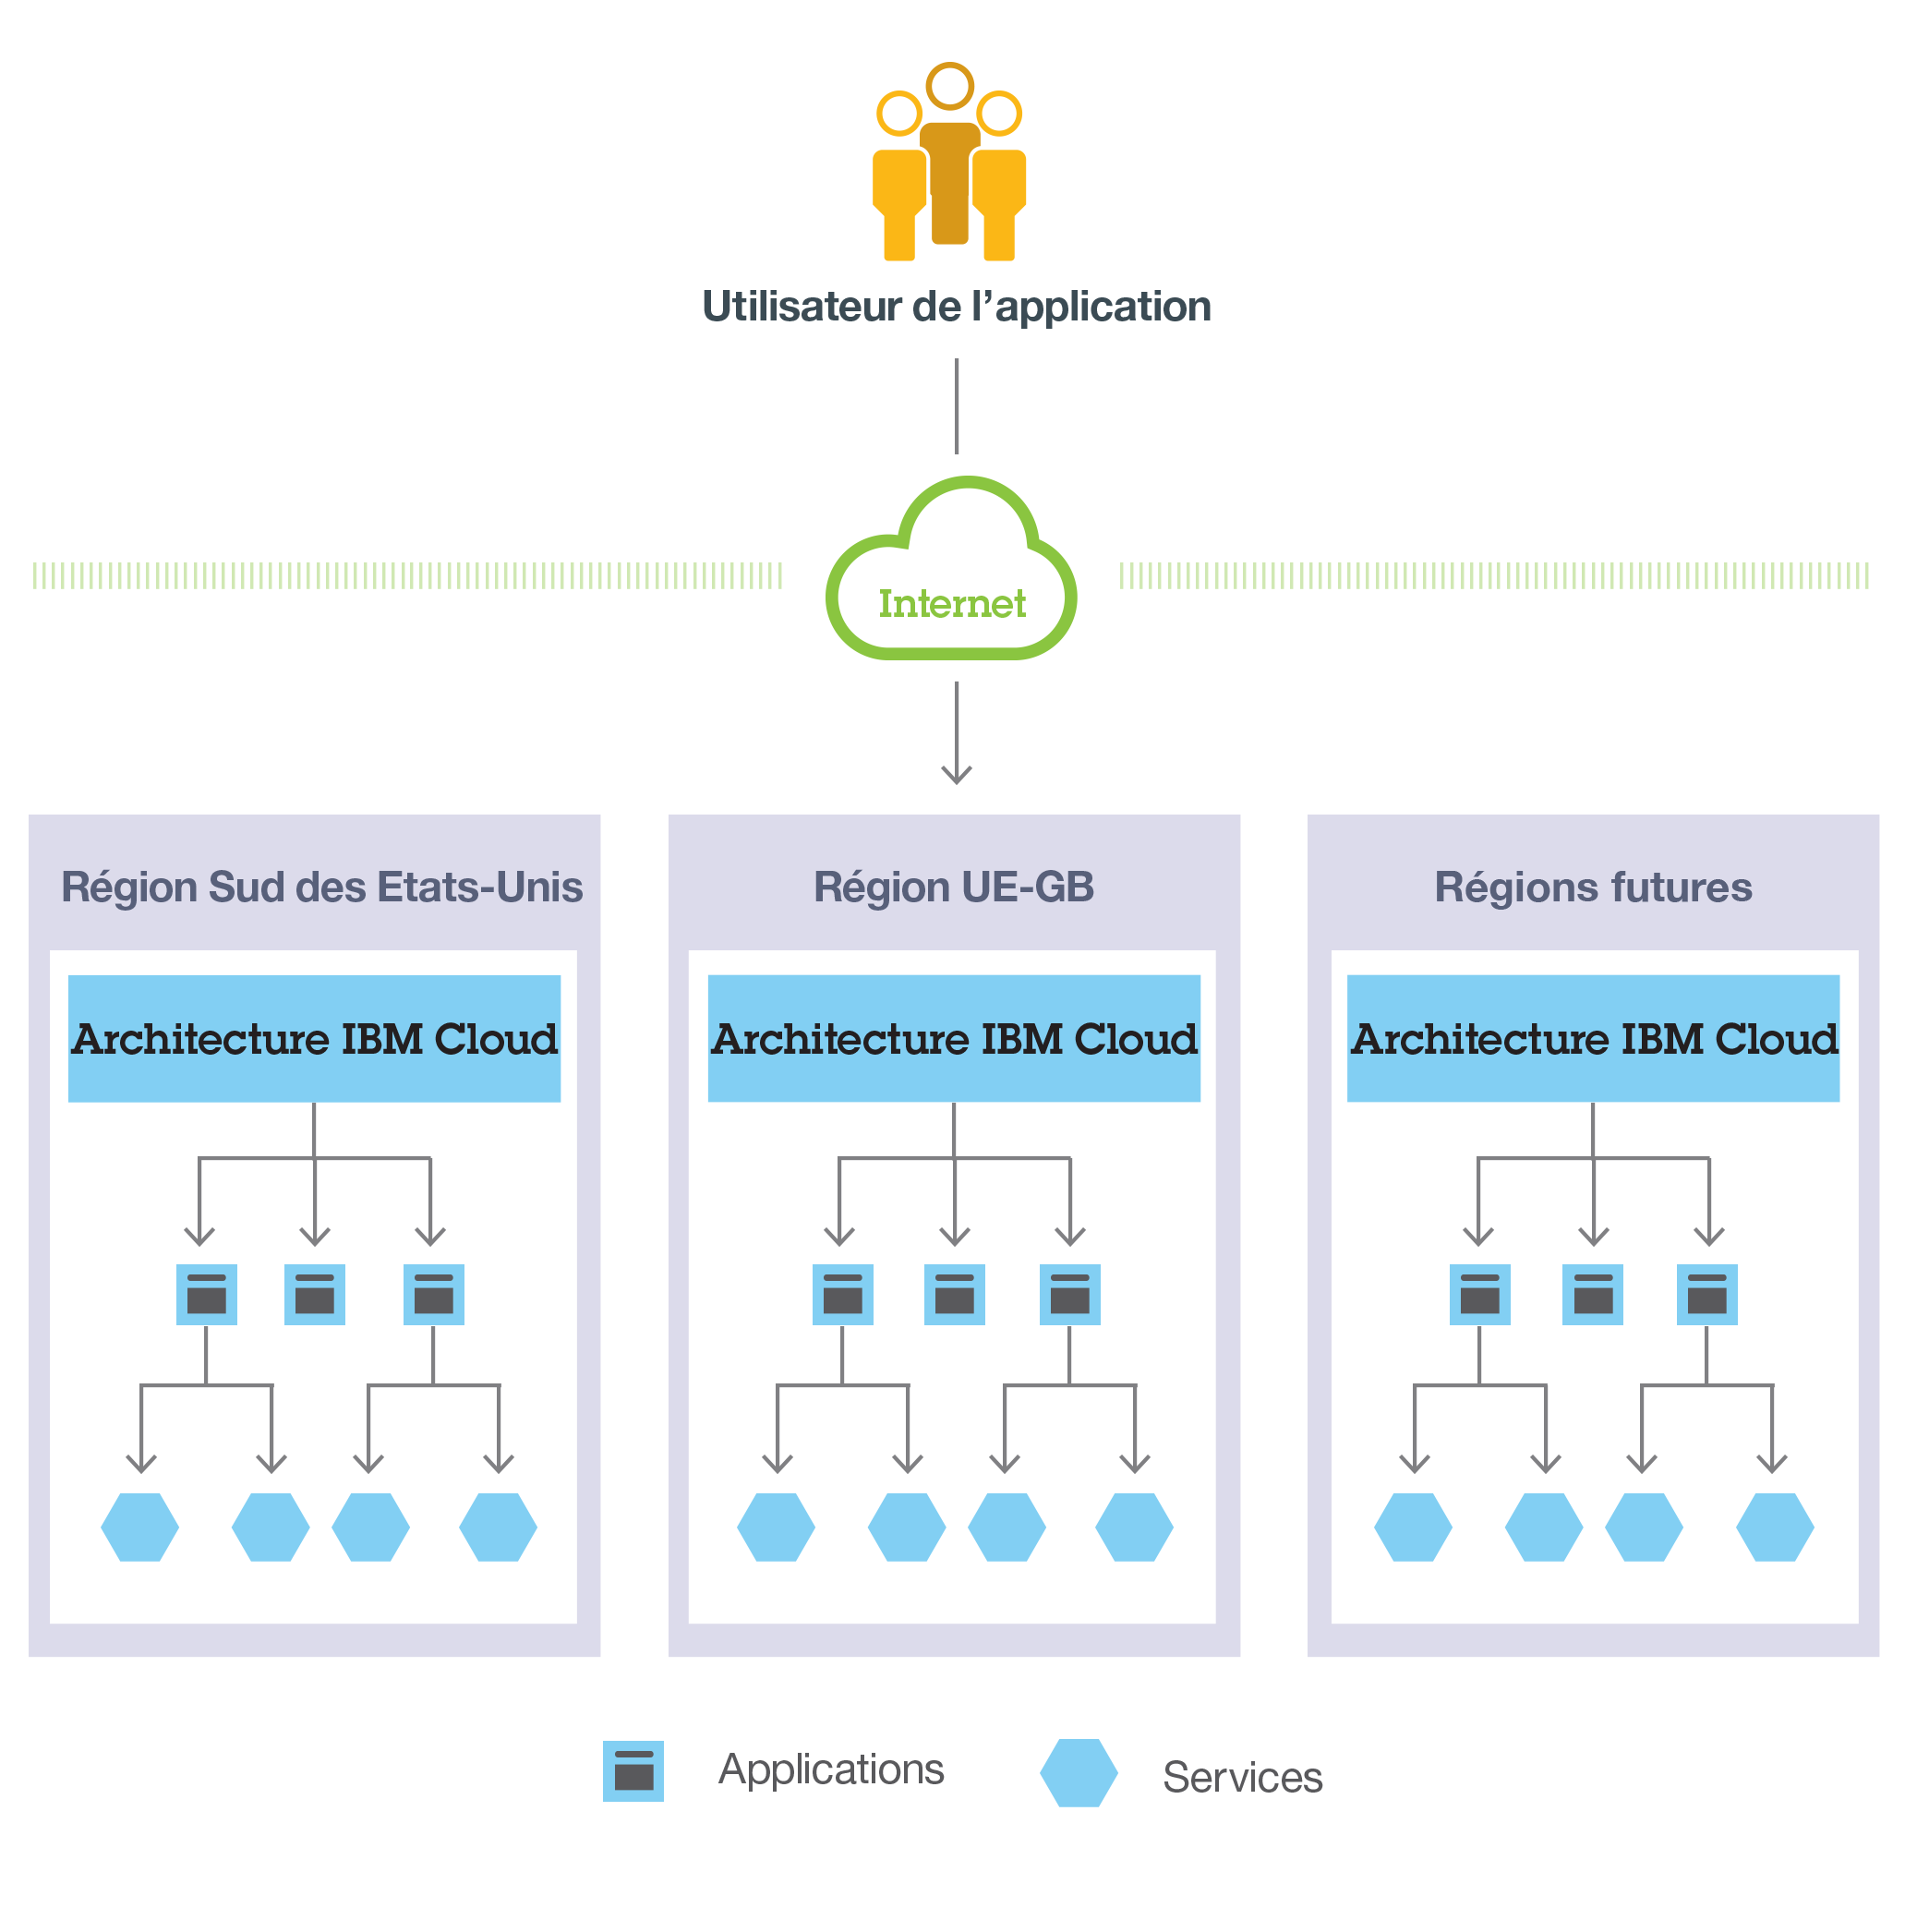 Utilisateur de l’application
Internet
Région Sud des Etats-Unis
Région UE-GB
Régions futures
Architecture IBM Cloud
Architecture IBM Cloud
Architecture IBM Cloud
Applications
Services